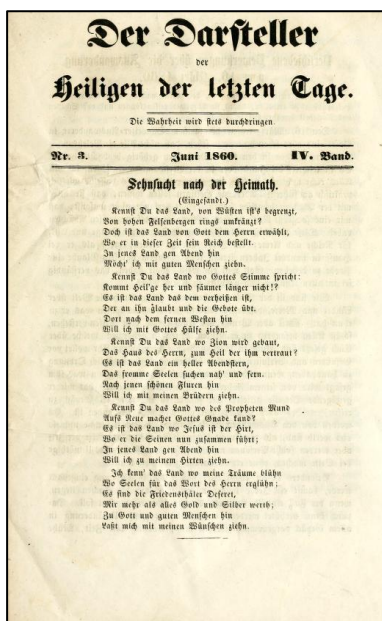 Der Darsteller
der
Heiligen der letzten Tage.
Die Wahrheit wird stets durchdringen
Nr. 3. Juni 1860. IV. Band.
Sehnsucht nach der Heimath.
(Eingesandt.)
Kennst Du das Land, von Wüsten ist's begrenzt,
Von hohen Felsenbergen rings umkränzt?
Doch ist das Land von Gott dem Herrn erwählt,
Wo er in dieser Zeit sein Reich bestellt.
In jenes Land gen Abend hin
Möcht' ich mit guten Menschen ziehn.
Kennst Du das Land wo Gottes Stimme spricht:
Kommt Heil'ge her und säumet länger nicht!?
Es ist das Land das dem verheißen ist,
Der an ihn glaubt und die Gebote übt.
Dort nach dem fernen Westen hin
Will ich mit Gottes Hülfe ziehn.
Kennst Du das Land wo Zion wird gebaut,
Das Haus des Herrn, zum Heil der ihm vertraut?
Es ist das Land ein heller Abendstern,
Das fromme Seelen suchen nah' und fern.
Nach jenen schönen Fluren hin
Will ich mit meinen Brüdern ziehn.
Kennst Du das Land wo des Propheten Mund
Aufs Neue machet Gottes Gnade kund?
Es ist das Land wo Jesus ist der Hirt,
Wo er die Seinen nun zusammen führt;
In jenes Land gen Abend hin
Will ich zu meinem Hirten ziehn.
Ich kenn' das Land wo meine Träume blühn
Wo Seelen für das Wort des Herrn erglühn;
Es sind die Friedensthäler Deseret,
Mir mehr als alles Gold und Silber werth;
Zu Gott und guten Menschen hin
Laßt mich mit meinen Wünschen ziehn.